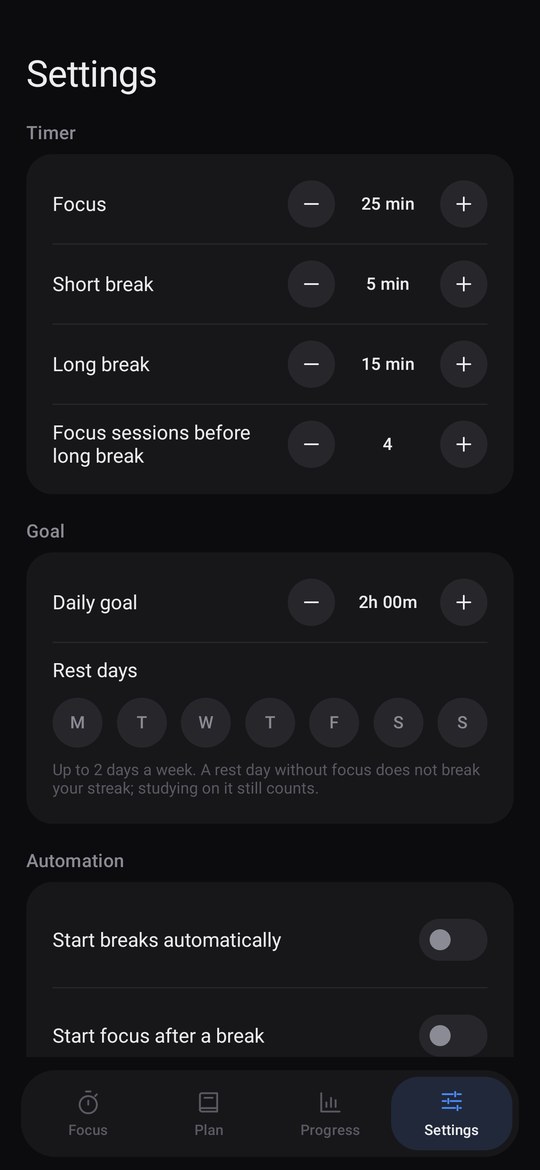 Settings
Timer
Focus
25 min
Short break
5 min
Long break
15 min
Focus sessions before
long break
4
Goal
Daily goal
2h 00m
Rest days
M T W T F S S
Up to 2 days a week. A rest day without focus does not break
your streak; studying on it still counts.
Automation
Start breaks automatically
Start focus after a break
Focus Plan Progress Settings